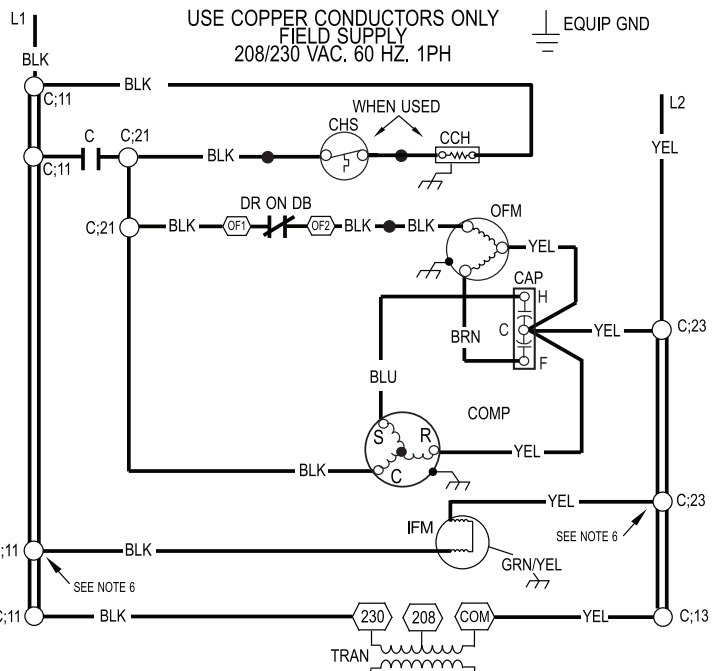 L1
USE COPPER CONDUCTORS ONLY
FIELD SUPPLY
208/230 VAC. 60 HZ. 1PH
EQUIP GND
BLK
C;11
BLK
L2
WHEN USED
CHS
CCH
C
C;21
C;11
BLK
YEL
DR ON DB
OFM
C;21
BLK
OF1
OF2
BLK
BLK
YEL
CAP
H
BRN
C
YEL
C;23
F
BLU
COMP
S
R
C
YEL
BLK
YEL
C;23
IFM
SEE NOTE 6
;11
BLK
GRN/YEL
SEE NOTE 6
C;11
BLK
230
208
COM
YEL
C;13
TRAN